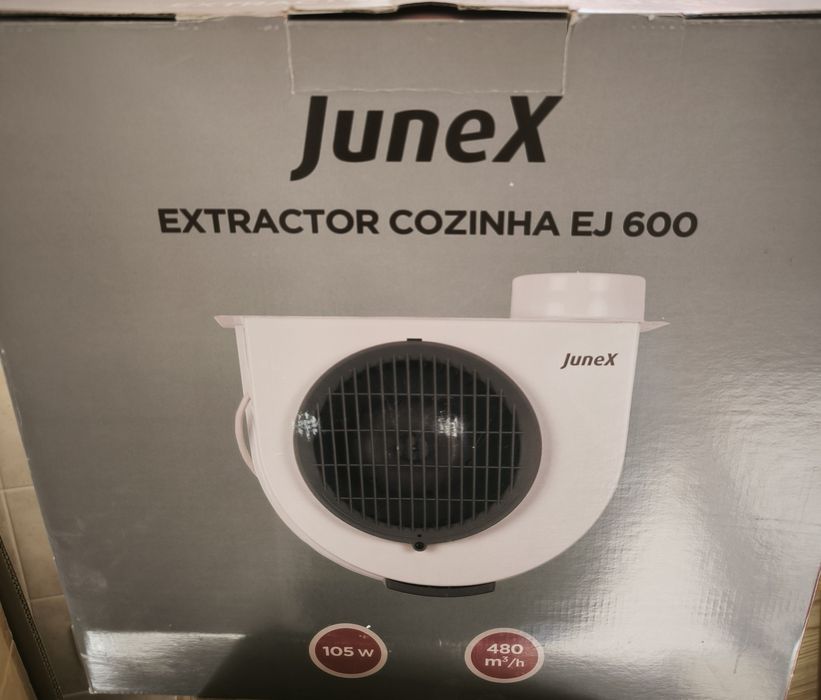 JuneX
EXTRACTOR COZINHA EJ 600
JuneX
105 W
480
m³/h